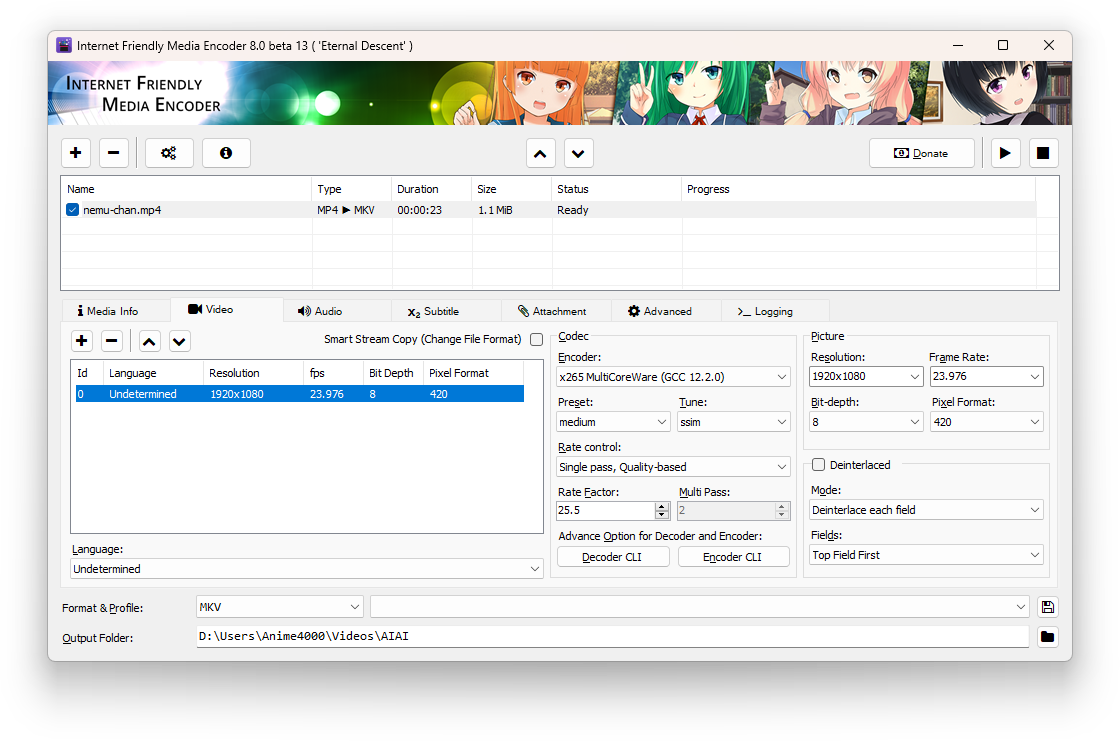 Internet Friendly Media Encoder 8.0 beta 13 ( 'Eternal Descent' )
INTERNET FRIENDLY
MEDIA ENCODER
Donate
Name Type Duration Size Status Progress
nemu-chan.mp4 MP4 ▶ MKV 00:00:23 1.1 MiB Ready
Media Info Video Audio Subtitle Attachment Advanced Logging
Smart Stream Copy (Change File Format)
Id Language Resolution fps Bit Depth Pixel Format
0 Undetermined 1920x1080 23.976 8 420
Language:
Undetermined
Codec
Encoder:
x265 MultiCoreWare (GCC 12.2.0)
Preset: Tune:
medium ssim
Rate control:
Single pass, Quality-based
Rate Factor: Multi Pass:
25.5 2
Advance Option for Decoder and Encoder:
Decoder CLI Encoder CLI
Picture
Resolution: Frame Rate:
1920x1080 23.976
Bit-depth: Pixel Format:
8 420
Deinterlaced
Mode:
Deinterlace each field
Fields:
Top Field First
Format & Profile: MKV
Output Folder: D:\Users\Anime4000\Videos\AIAI